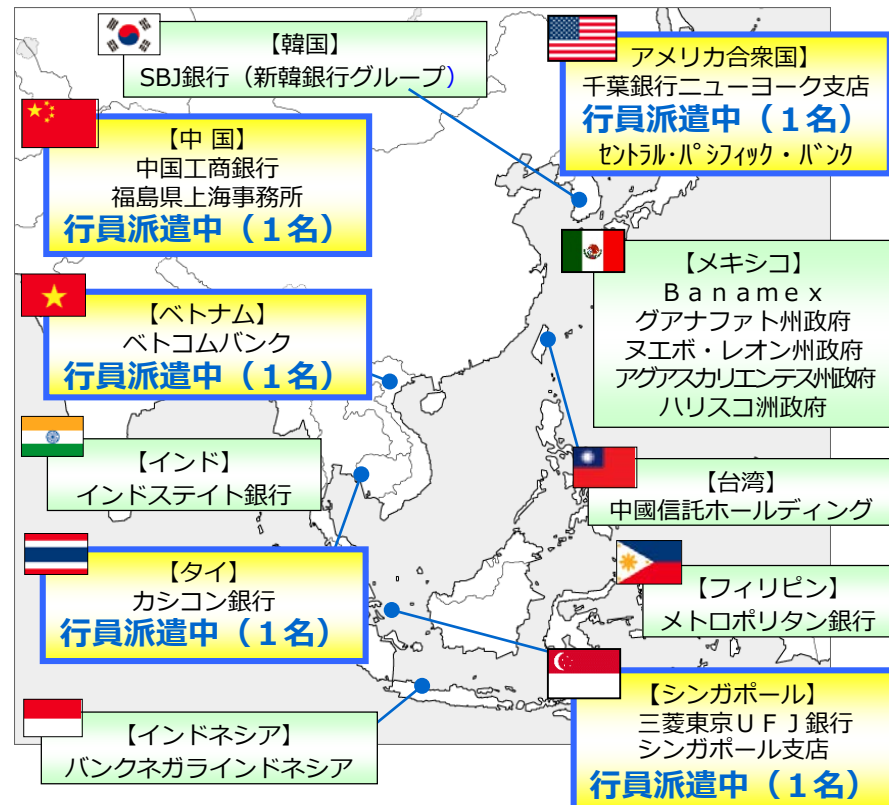 【韓国】
SBJ銀行（新韓銀行グループ）
アメリカ合衆国】
千葉銀行ニューヨーク支店
行員派遣中（１名）
セントラル・パシフィック・バンク
【中 国】
中国工商銀行
福島県上海事務所
行員派遣中（１名）
【メキシコ】
Ｂａｎａｍｅｘ
グアナファト州政府
ヌエボ・レオン州政府
アグアスカリエンテス州政府
ハリスコ洲政府
【ベトナム】
ベトコムバンク
行員派遣中（１名）
【インド】
インドステイト銀行
【台湾】
中國信託ホールディング
【タイ】
カシコン銀行
行員派遣中（１名）
【フィリピン】
メトロポリタン銀行
【シンガポール】
三菱東京ＵＦＪ銀行
シンガポール支店
行員派遣中（１名）
【インドネシア】
バンクネガラインドネシア